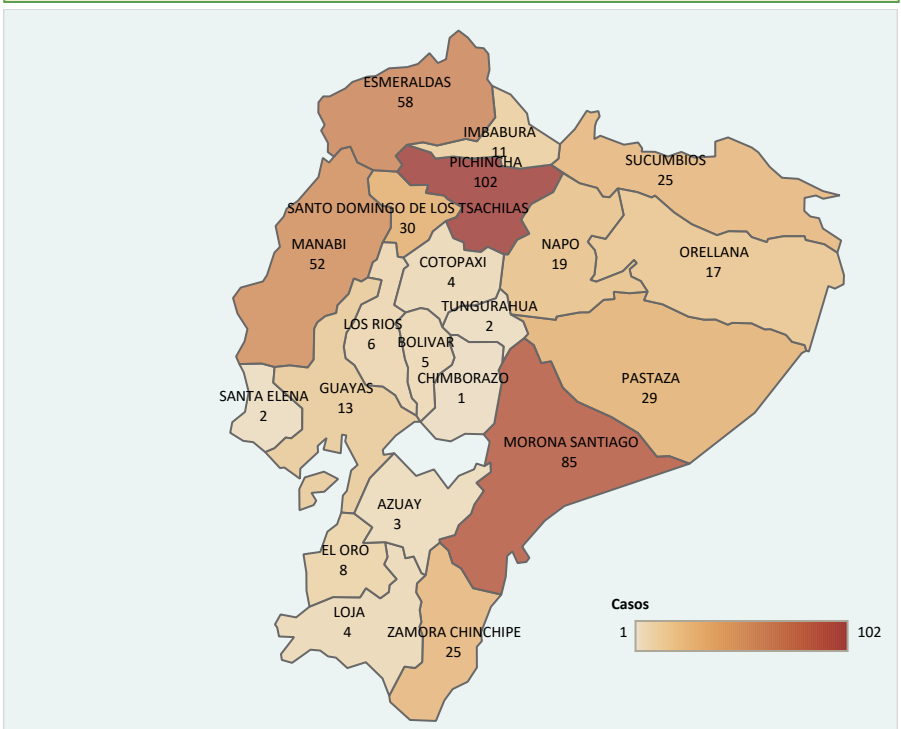 ESMERALDAS
58
IMBABURA
11
PICHINCHA
102
SUCUMBIOS
25
SANTO DOMINGO DE LOS TSACHILAS
30
MANABI
52
NAPO
19
ORELLANA
17
COTOPAXI
4
TUNGURAHUA
2
LOS RIOS
6
BOLIVAR
5
CHIMBORAZO
1
PASTAZA
29
SANTA ELENA
2
GUAYAS
13
MORONA SANTIAGO
85
AZUAY
3
EL ORO
8
LOJA
4
ZAMORA CHINCHIPE
25
Casos
1 102